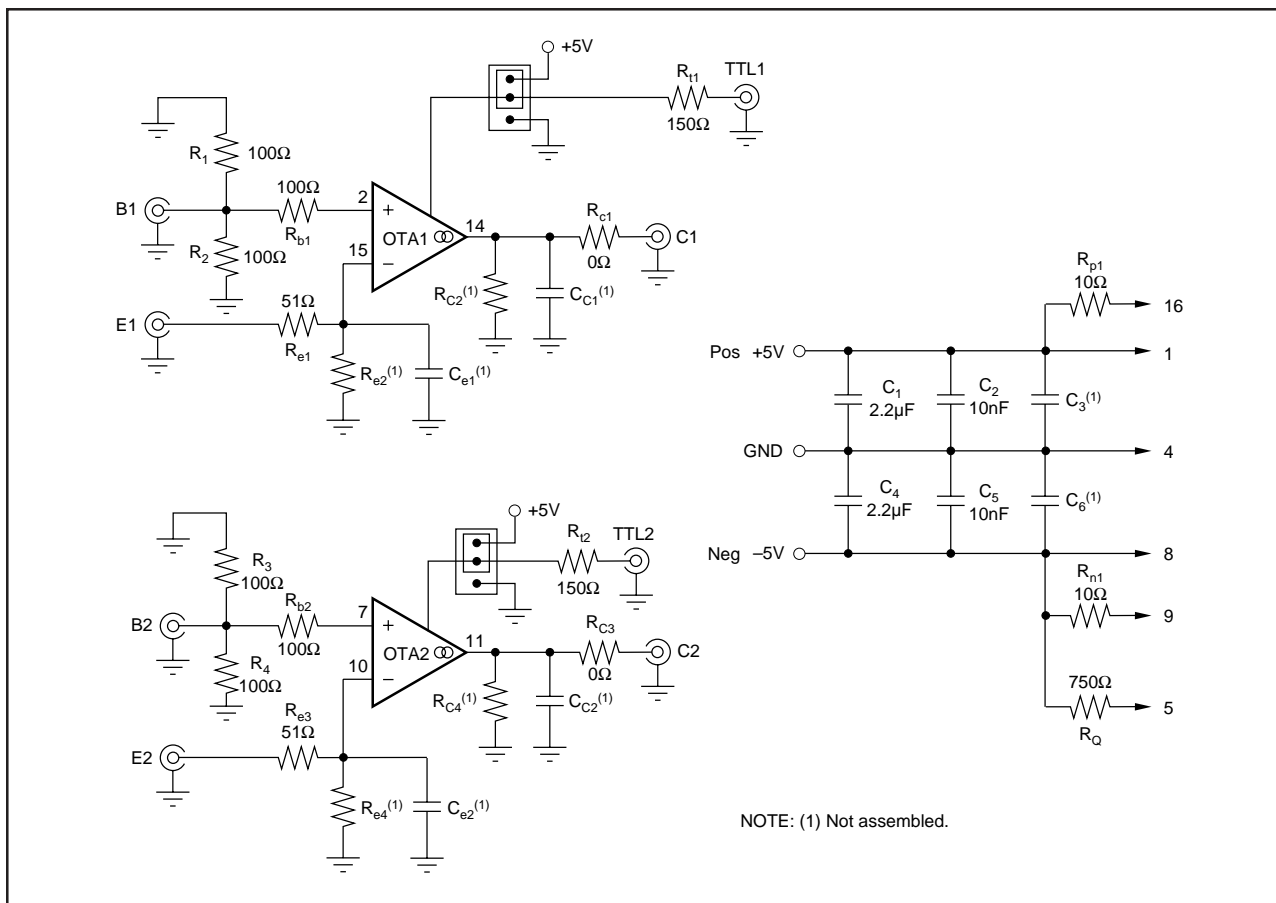 +5V
TTL1
Rt1
150Ω
R1
100Ω
B1
100Ω
Rb1
2
+
OTA1
14
15
–
Rc1
0Ω
C1
R2
100Ω
RC2(1)
CC1(1)
E1
51Ω
Re1
Re2(1)
Ce1(1)
+5V
TTL2
Rt2
150Ω
R3
100Ω
B2
Rb2
100Ω
7
+
OTA2
11
10
–
RC3
0Ω
C2
R4
100Ω
RC4(1)
CC2(1)
Re3
51Ω
E2
Re4(1)
Ce2(1)
Rp1
10Ω
16
Pos +5V
1
C1
2.2µF
C2
10nF
C3(1)
GND
4
C4
2.2µF
C5
10nF
C6(1)
Neg –5V
8
Rn1
10Ω
9
750Ω
5
RQ
NOTE: (1) Not assembled.